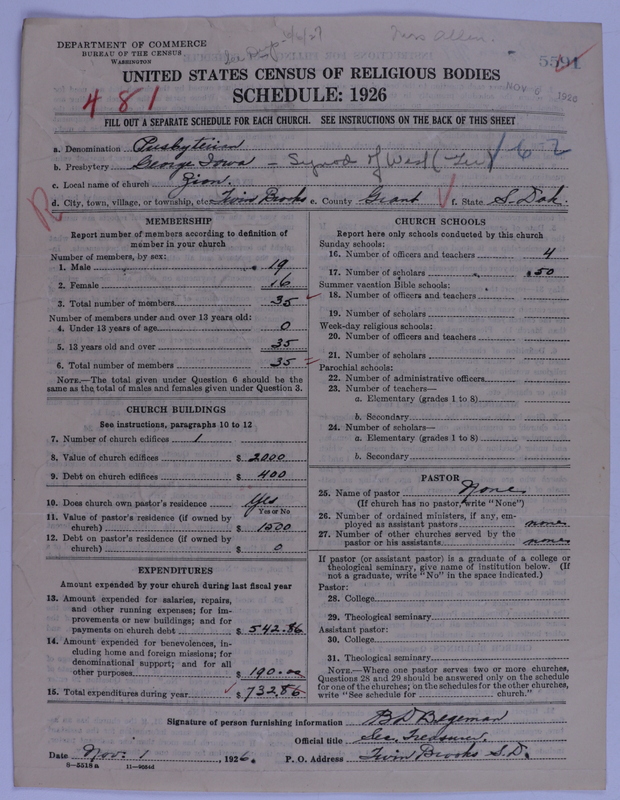 Miss Allen.
DEPARTMENT OF COMMERCE
BUREAU OF THE CENSUS
WASHINGTON
5591
NOV 6 1926
UNITED STATES CENSUS OF RELIGIOUS BODIES
SCHEDULE: 1926
481
FILL OUT A SEPARATE SCHEDULE FOR EACH CHURCH. SEE INSTRUCTIONS ON THE BACK OF THIS SHEET
a. Denomination Presbyterian
b. Presbytery George Iowa - Synod of West (Ger)
162
c. Local name of church Zion.
d. City, town, village, or township, etc. Twin Brooks e. County Grant f. State S. Dak.
R
MEMBERSHIP
Report number of members according to definition of member in your church
Number of members, by sex:
1. Male 19
2. Female 16
3. Total number of members 35
Number of members under and over 13 years old:
4. Under 13 years of age 0
5. 13 years old and over 35
6. Total number of members 35
NOTE.—The total given under Question 6 should be the same as the total of males and females given under Question 3.
CHURCH BUILDINGS
See instructions, paragraphs 10 to 12
7. Number of church edifices 1
8. Value of church edifices $ 2000
9. Debt on church edifices $ 400
10. Does church own pastor's residence Yes
Yes or No
11. Value of pastor's residence (if owned by church) $ 1200
12. Debt on pastor's residence (if owned by church) $ 0
EXPENDITURES
Amount expended by your church during last fiscal year
13. Amount expended for salaries, repairs, and other running expenses; for improvements or new buildings; and for payments on church debt $ 542.86
14. Amount expended for benevolences, including home and foreign missions; for denominational support; and for all other purposes $ 190.00
15. Total expenditures during year $ 732.86
CHURCH SCHOOLS
Report here only schools conducted by this church
Sunday schools:
16. Number of officers and teachers 4
17. Number of scholars 50
Summer vacation Bible schools:
18. Number of officers and teachers
19. Number of scholars
Week-day religious schools:
20. Number of officers and teachers
21. Number of scholars
Parochial schools:
22. Number of administrative officers
23. Number of teachers—
a. Elementary (grades 1 to 8)
b. Secondary
24. Number of scholars—
a. Elementary (grades 1 to 8)
b. Secondary
PASTOR
25. Name of pastor None
(If church has no pastor, write "None")
26. Number of ordained ministers, if any, employed as assistant pastors none
27. Number of other churches served by the pastor or his assistants none
If pastor (or assistant pastor) is a graduate of a college or theological seminary, give name of institution below. (If not a graduate, write "No" in the space indicated.)
Pastor:
28. College
29. Theological seminary
Assistant pastor:
30. College
31. Theological seminary
NOTE.—Where one pastor serves two or more churches, Questions 28 and 29 should be answered only on the schedule for one of the churches; on the schedules for the other churches, write "See schedule for church."
Signature of person furnishing information B D Begeman
Official title Sec. Treasurer.
Date Nov. 1, 1926. P. O. Address Twin Brooks S.D.
8-5518a 11-9554d